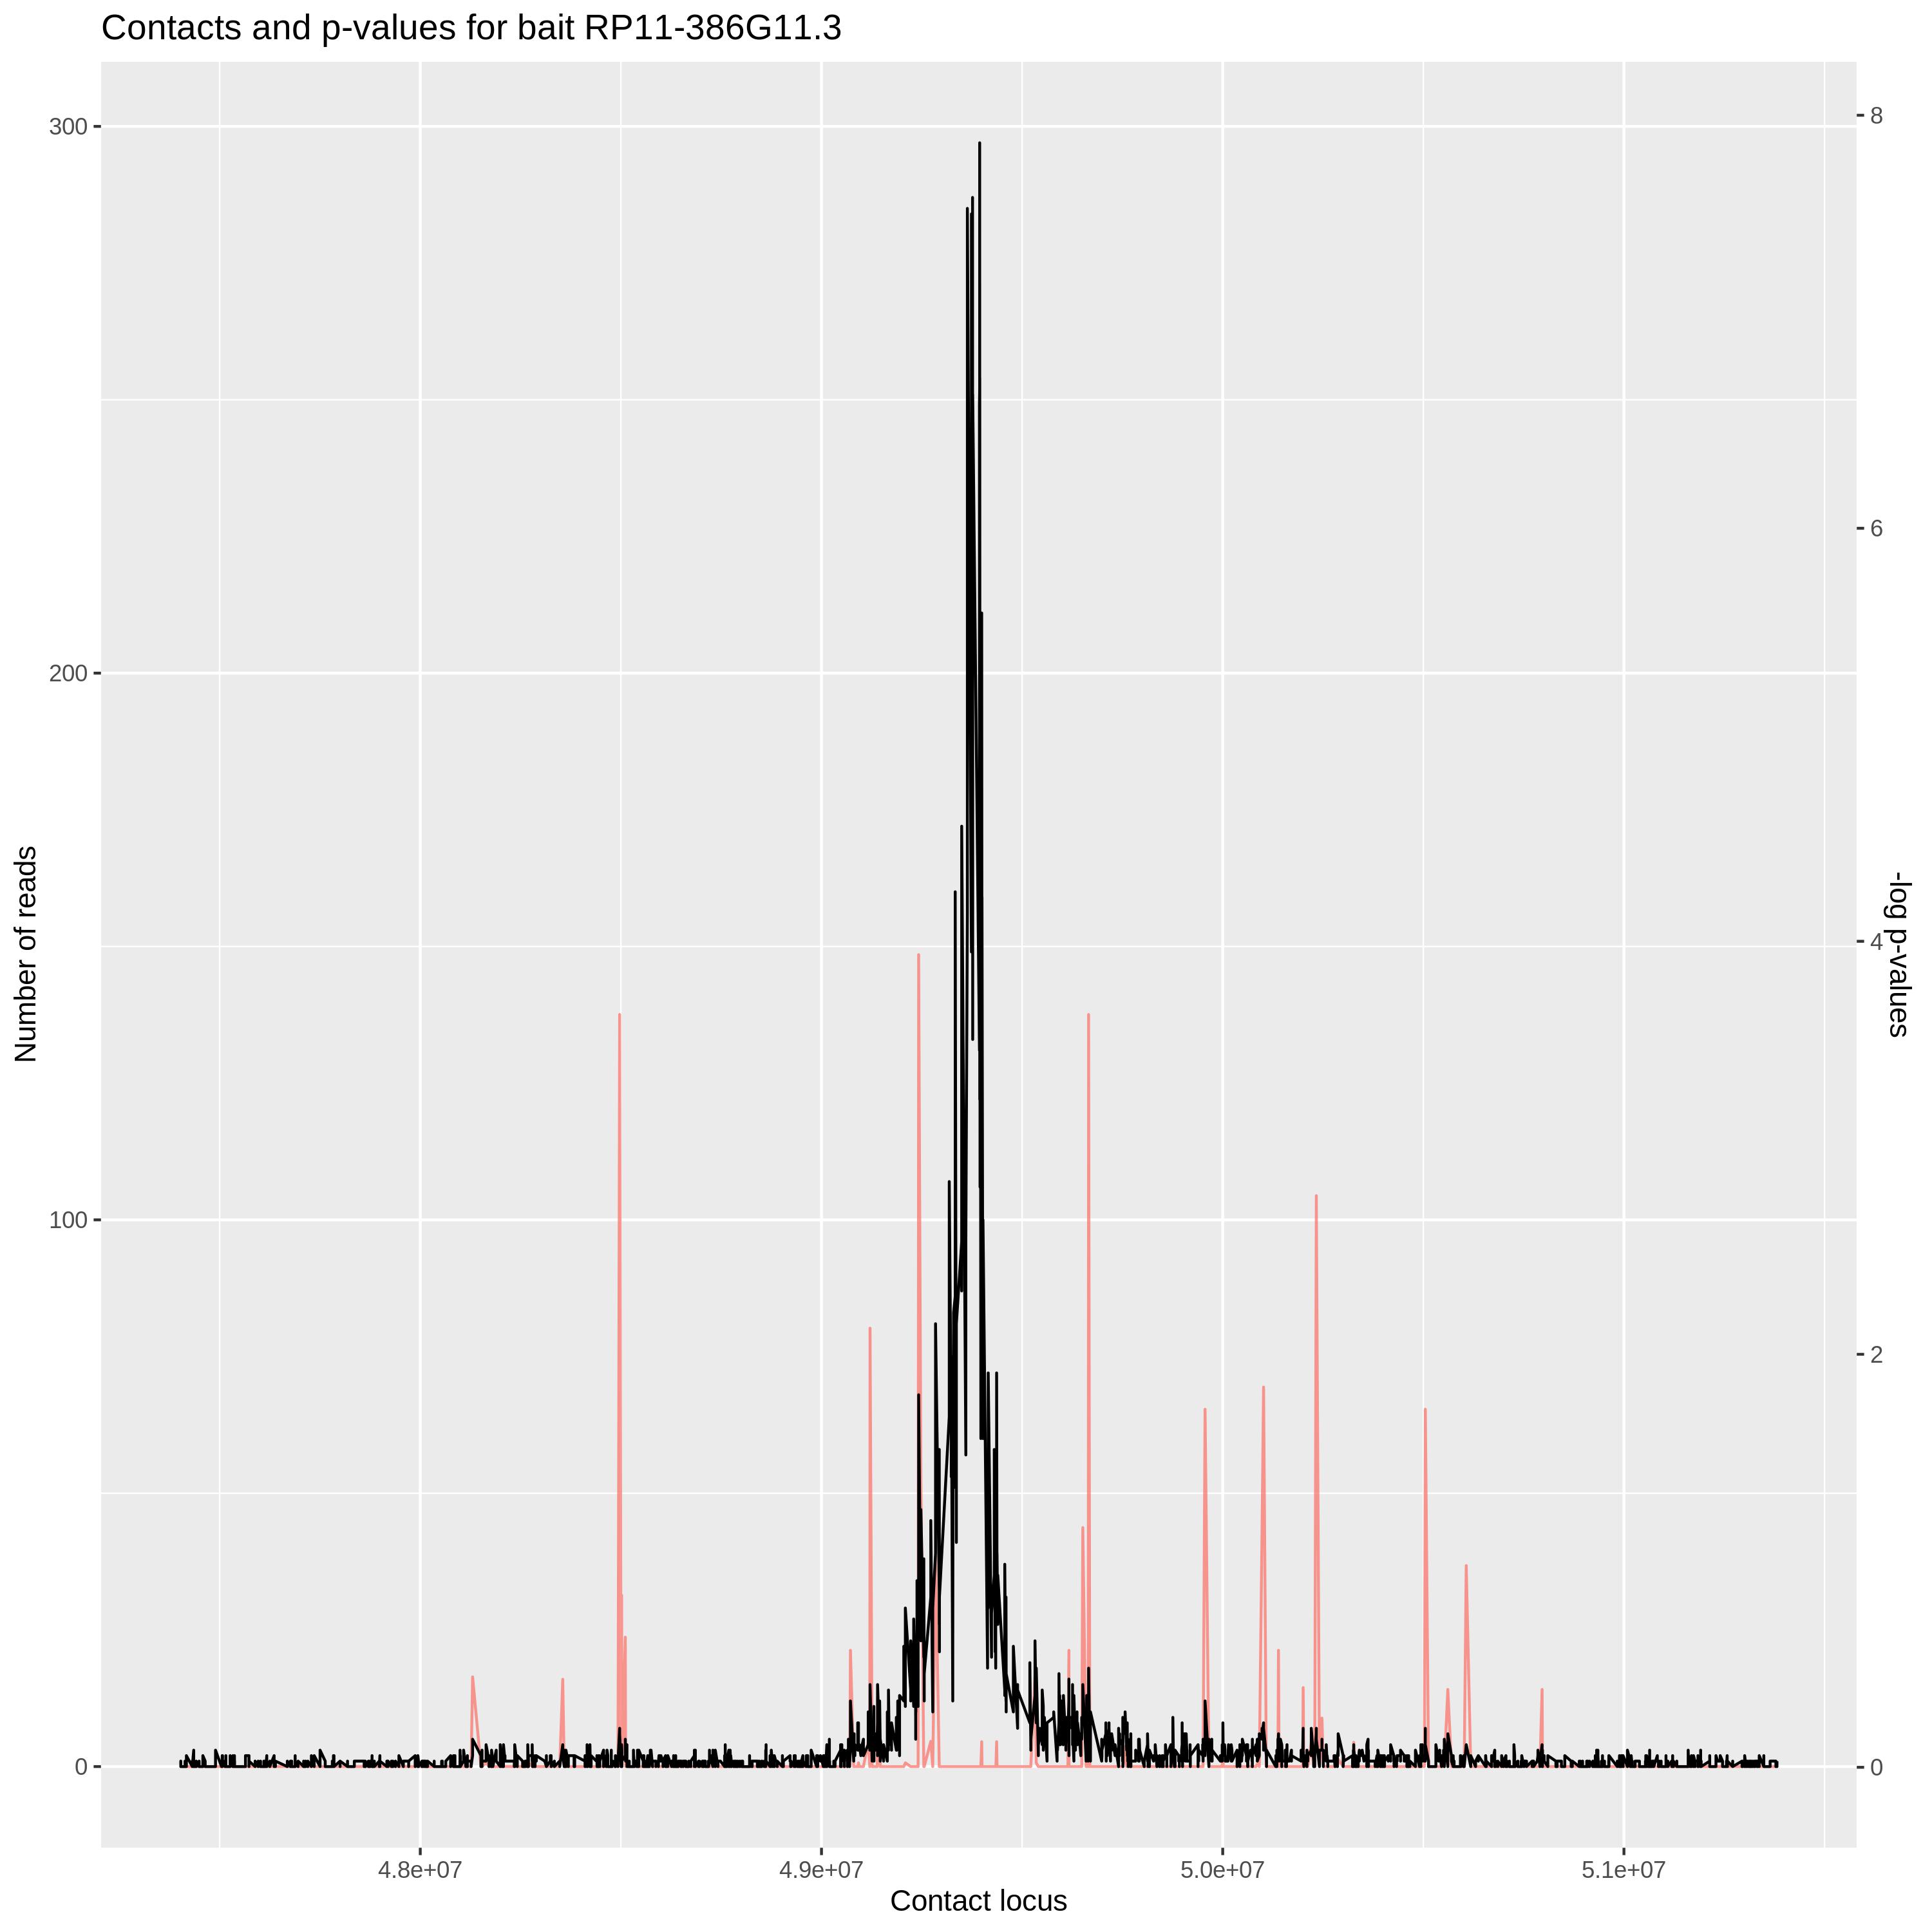 Contacts and p-values for bait RP11-386G11.3
300
200
100
0
Number of reads
8
6
4
2
0
-log p-values
4.8e+07
4.9e+07
5.0e+07
5.1e+07
Contact locus